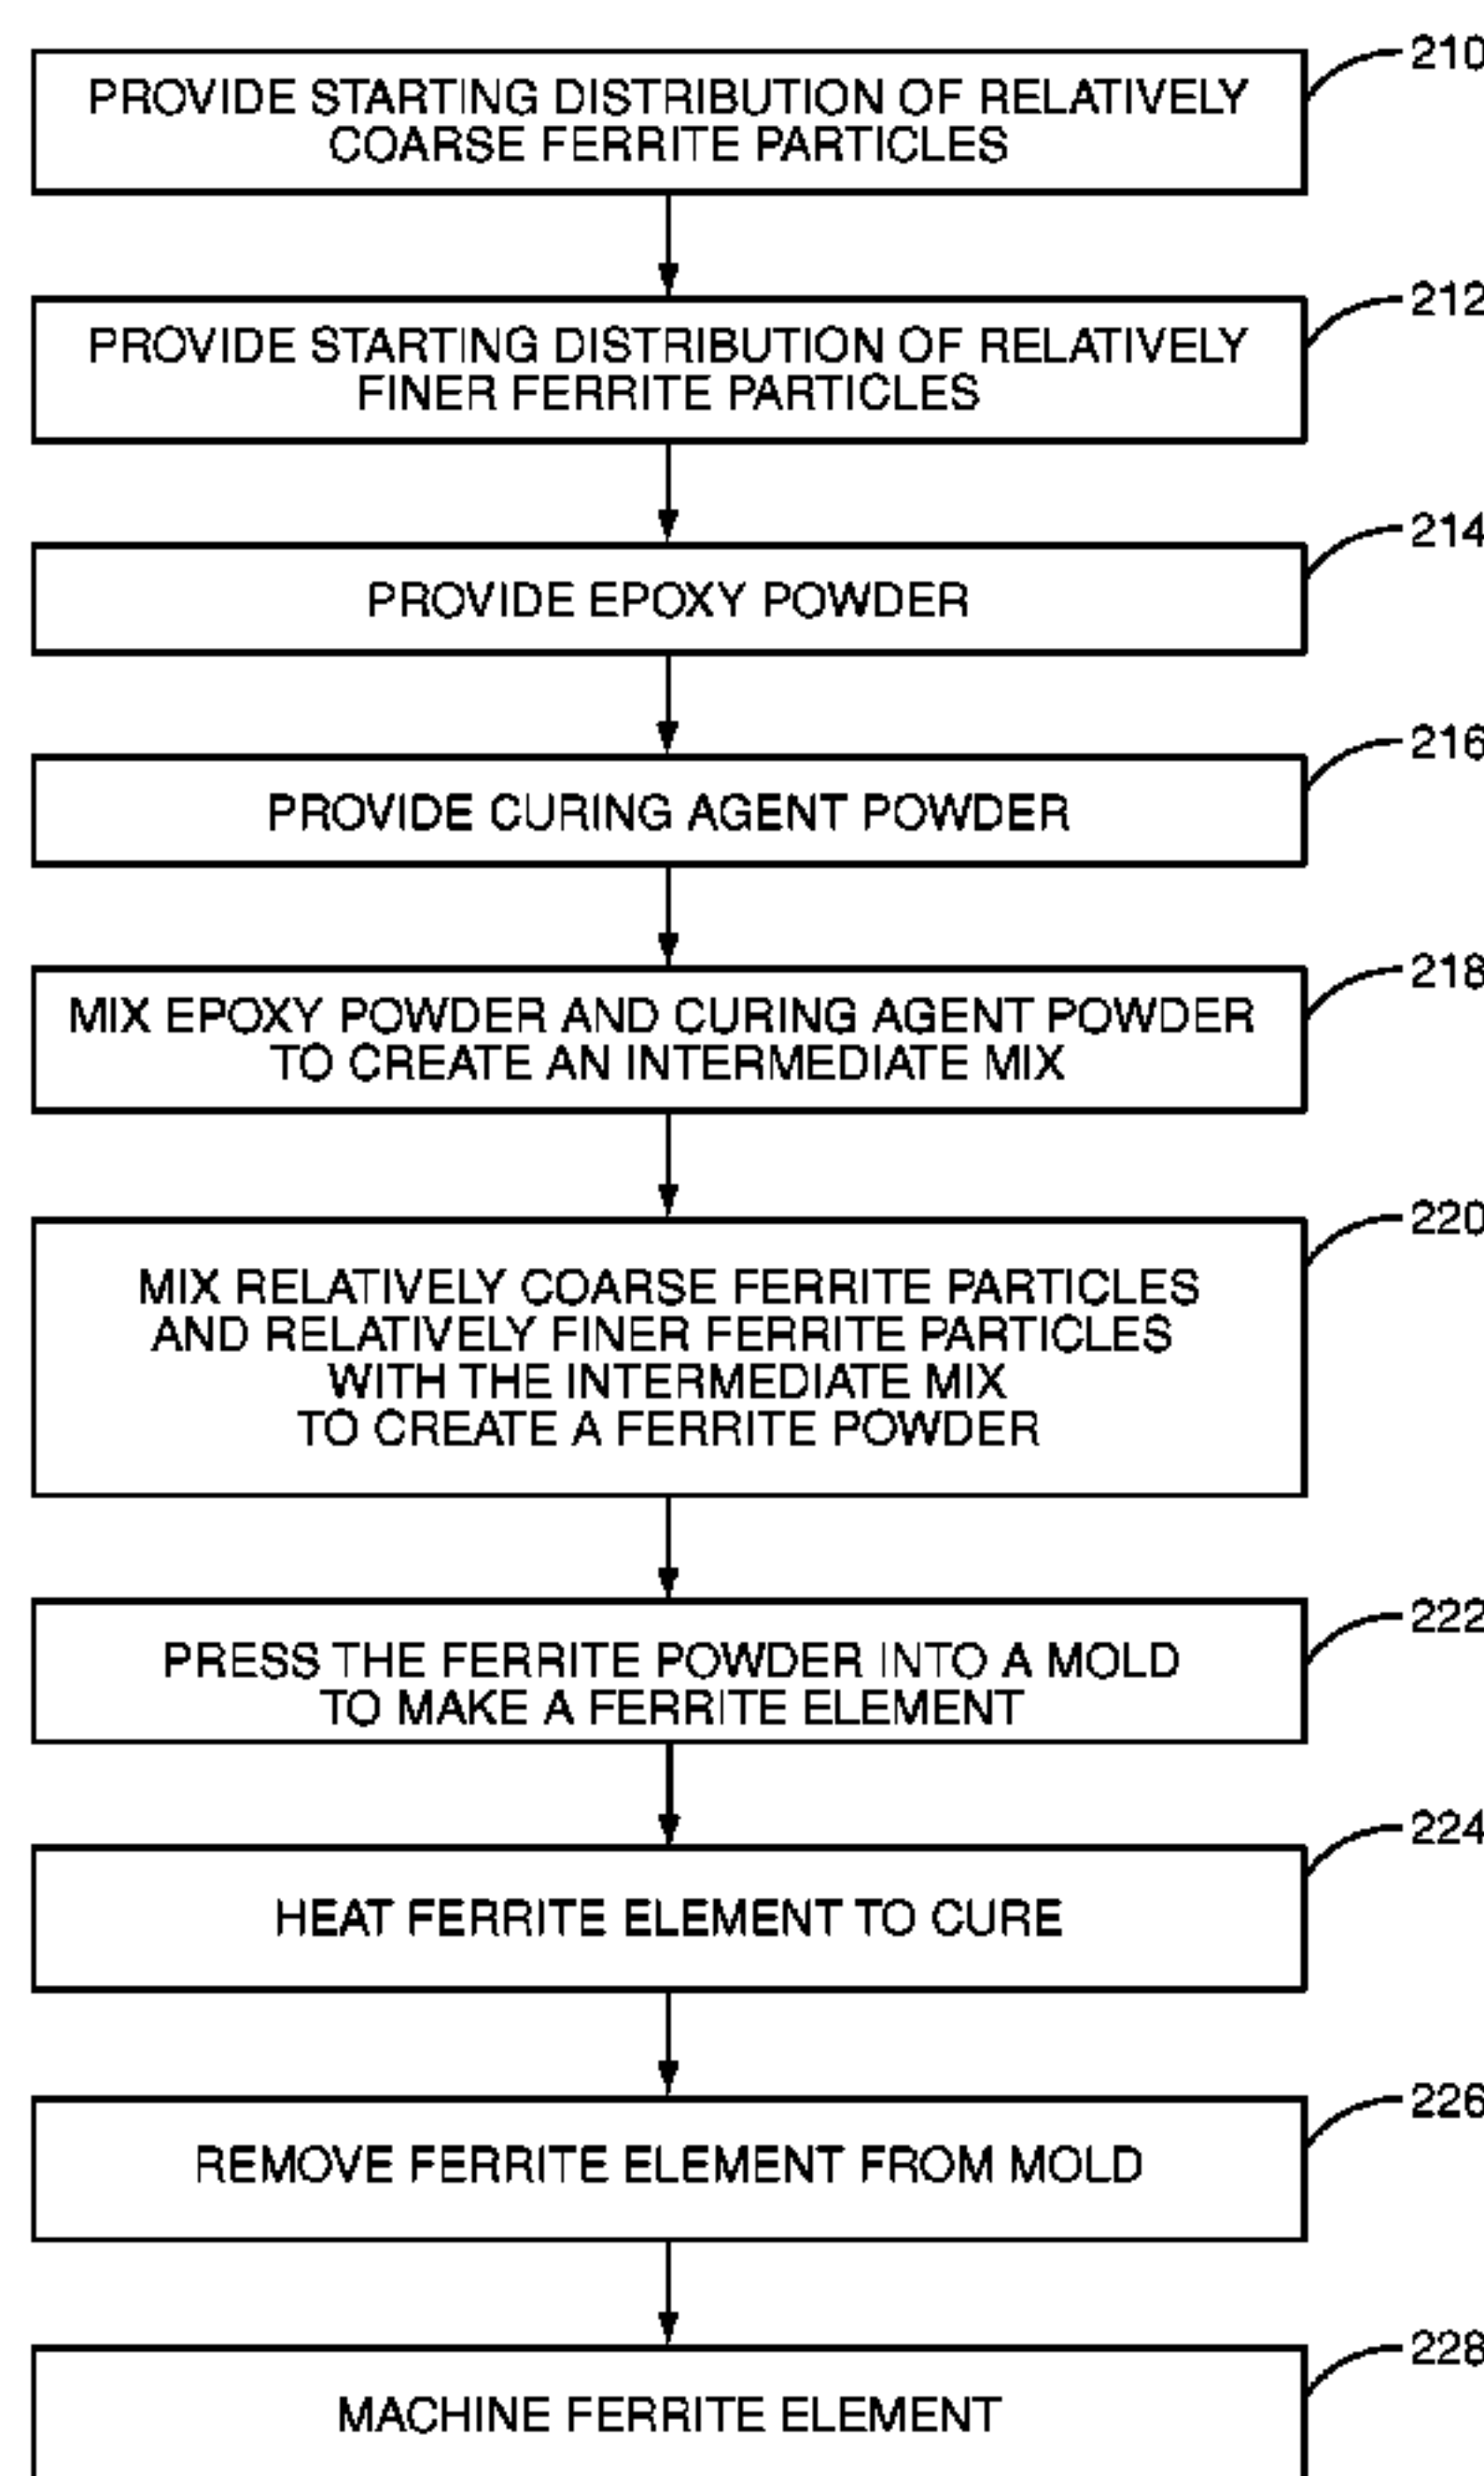 210
PROVIDE STARTING DISTRIBUTION OF RELATIVELY
COARSE FERRITE PARTICLES
212
PROVIDE STARTING DISTRIBUTION OF RELATIVELY
FINER FERRITE PARTICLES
214
PROVIDE EPOXY POWDER
216
PROVIDE CURING AGENT POWDER
218
MIX EPOXY POWDER AND CURING AGENT POWDER
TO CREATE AN INTERMEDIATE MIX
220
MIX RELATIVELY COARSE FERRITE PARTICLES
AND RELATIVELY FINER FERRITE PARTICLES
WITH THE INTERMEDIATE MIX
TO CREATE A FERRITE POWDER
222
PRESS THE FERRITE POWDER INTO A MOLD
TO MAKE A FERRITE ELEMENT
224
HEAT FERRITE ELEMENT TO CURE
226
REMOVE FERRITE ELEMENT FROM MOLD
228
MACHINE FERRITE ELEMENT